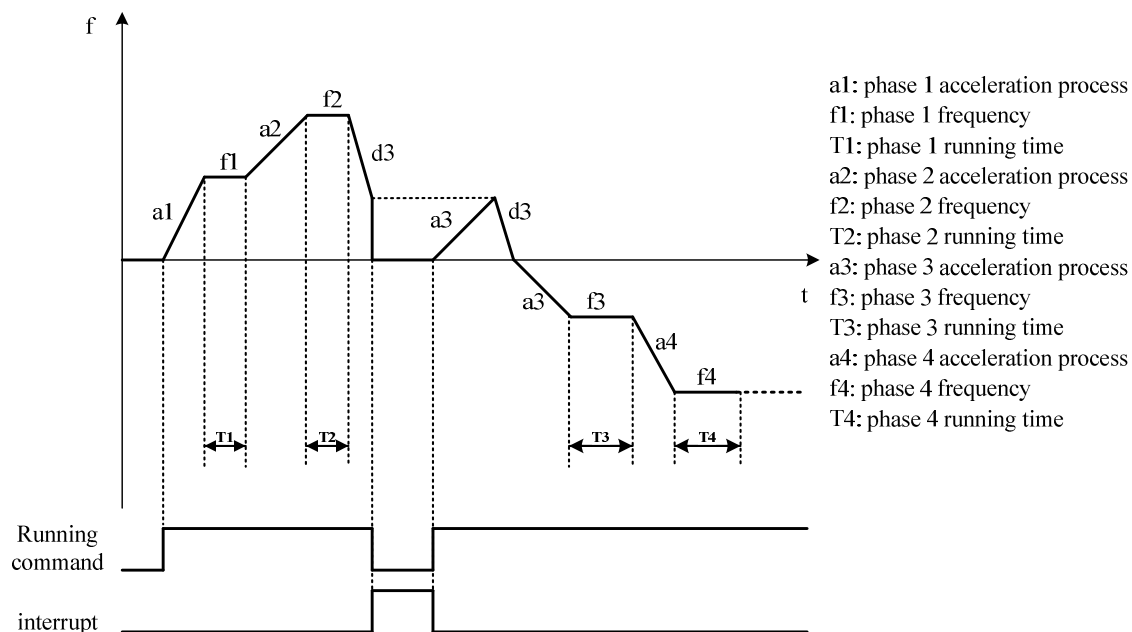 f
f2
a2
d3
f1
a1
a3
d3
t
a3
f3
a4
f4
T1
T2
T3
T4
a1: phase 1 acceleration process
f1: phase 1 frequency
T1: phase 1 running time
a2: phase 2 acceleration process
f2: phase 2 frequency
T2: phase 2 running time
a3: phase 3 acceleration process
f3: phase 3 frequency
T3: phase 3 running time
a4: phase 4 acceleration process
f4: phase 4 frequency
T4: phase 4 running time
Running
command
interrupt